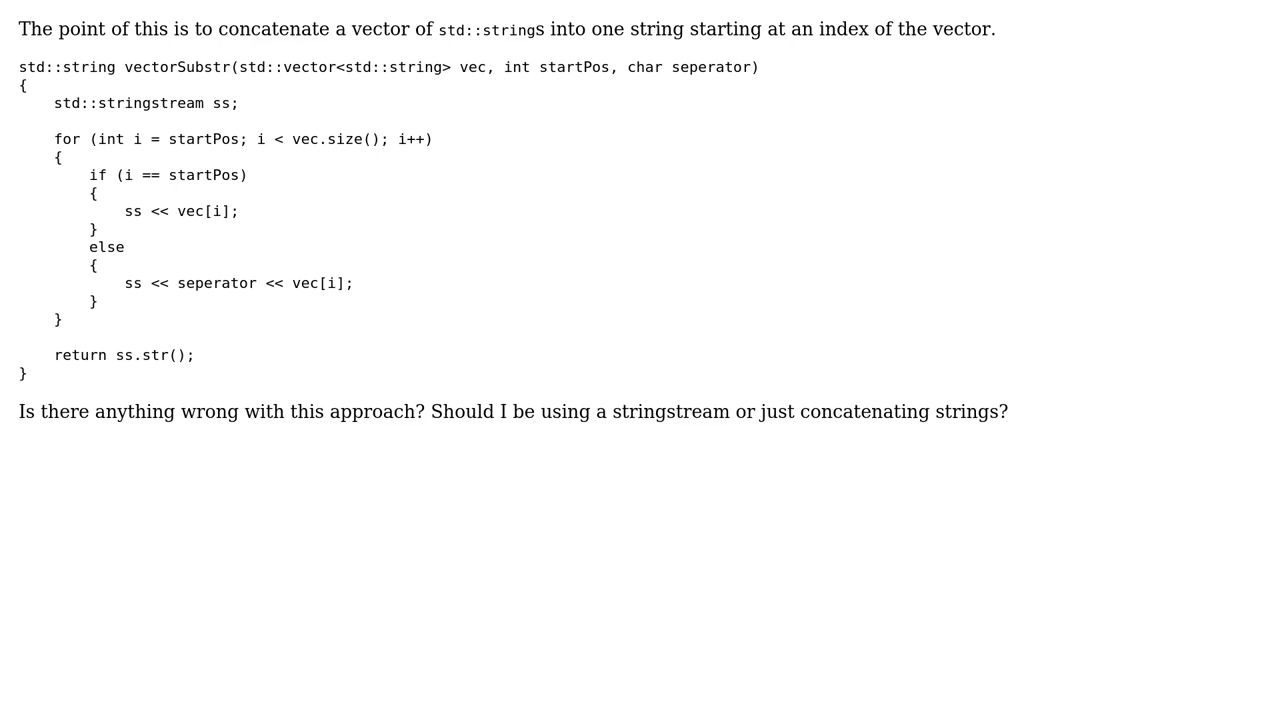 The point of this is to concatenate a vector of std::strings into one string starting at an index of the vector.
std::string vectorSubstr(std::vector<std::string> vec, int startPos, char seperator)
{
    std::stringstream ss;

    for (int i = startPos; i < vec.size(); i++)
    {
        if (i == startPos)
        {
            ss << vec[i];
        }
        else
        {
            ss << seperator << vec[i];
        }
    }

    return ss.str();
}
Is there anything wrong with this approach? Should I be using a stringstream or just concatenating strings?